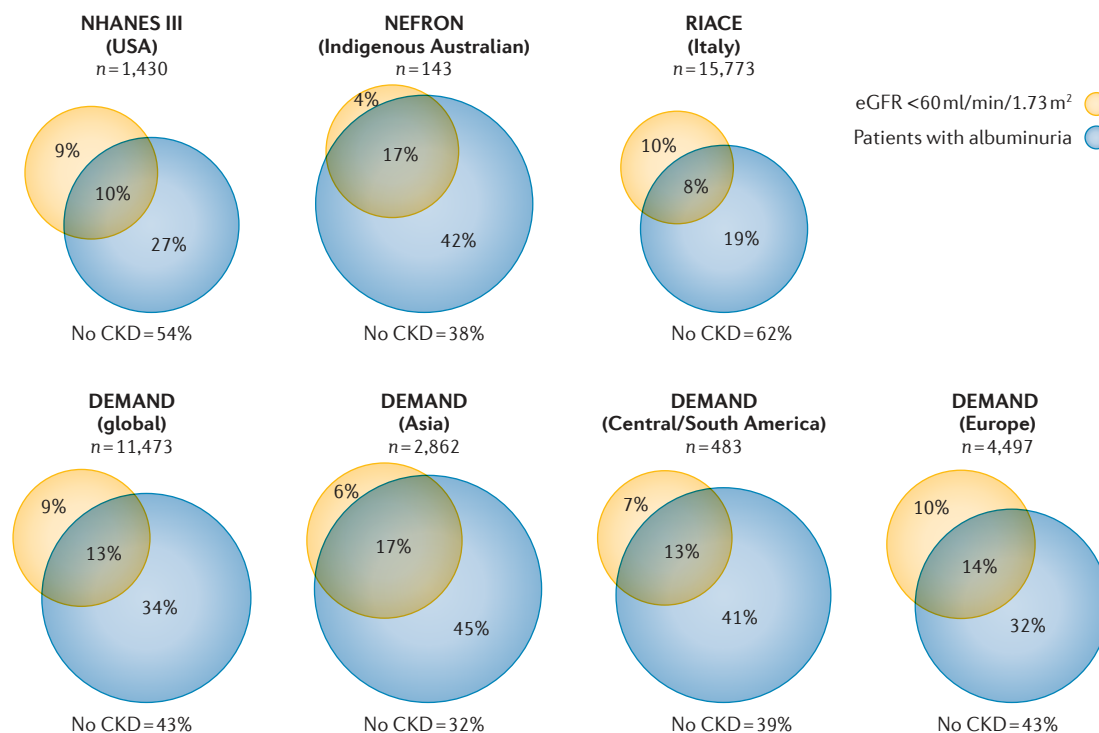 NHANES III
(USA)
n=1,430
9%
10%
27%
No CKD=54%
NEFRON
(Indigenous Australian)
n=143
4%
17%
42%
No CKD=38%
RIACE
(Italy)
n=15,773
10%
8%
19%
No CKD=62%
eGFR <60 ml/min/1.73 m²
Patients with albuminuria
DEMAND
(global)
n=11,473
9%
13%
34%
No CKD=43%
DEMAND
(Asia)
n=2,862
6%
17%
45%
No CKD=32%
DEMAND
(Central/South America)
n=483
7%
13%
41%
No CKD=39%
DEMAND
(Europe)
n=4,497
10%
14%
32%
No CKD=43%